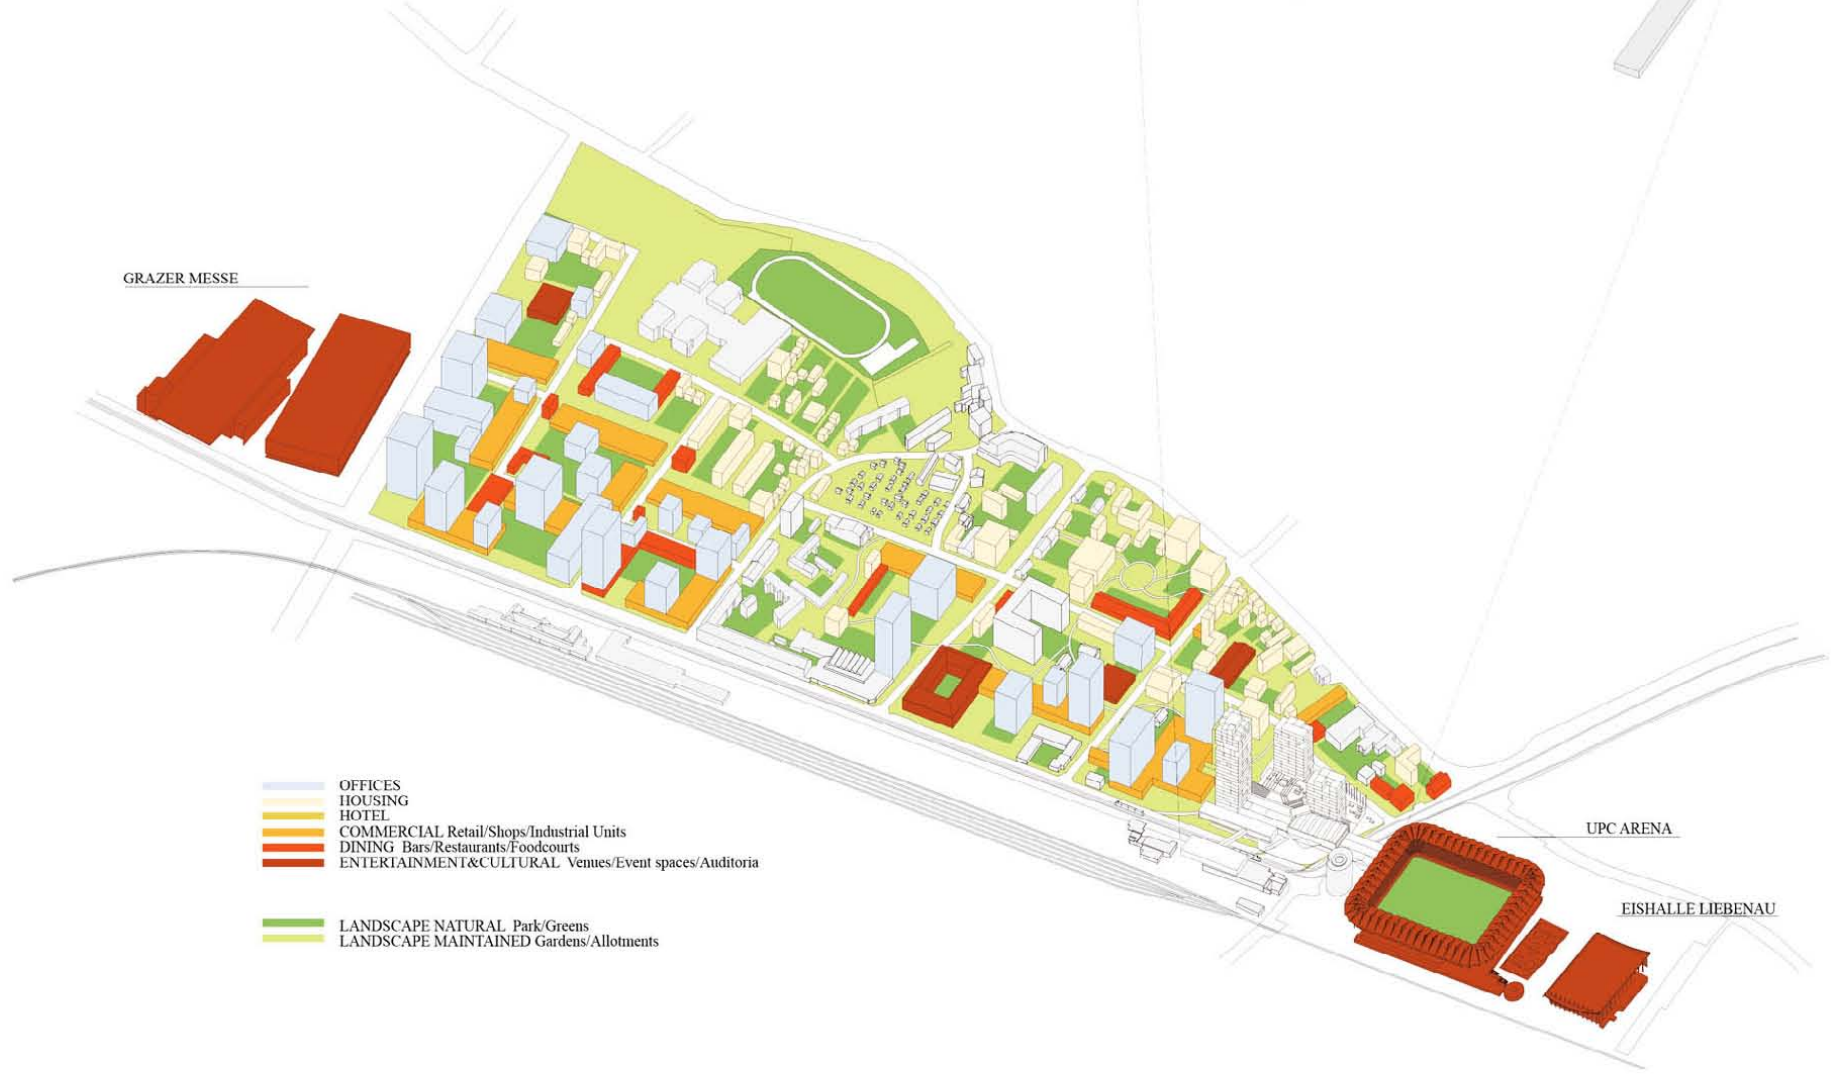 GRAZER MESSE
OFFICES
HOUSING
HOTEL
COMMERCIAL Retail/Shops/Industrial Units
DINING Bars/Restaurants/Foodcourts
ENTERTAINMENT&CULTURAL Venues/Event spaces/Auditoria
UPC ARENA
EISHALLE LIEBENAU
LANDSCAPE NATURAL Park/Greens
LANDSCAPE MAINTAINED Gardens/Allotments